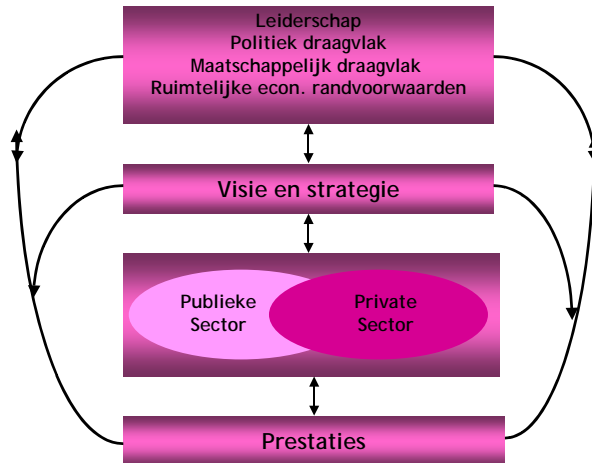 Leiderschap
Politiek draagvlak
Maatschappelijk draagvlak
Ruimtelijke econ. randvoorwaarden
Visie en strategie
Publieke
Sector
Private
Sector
Prestaties